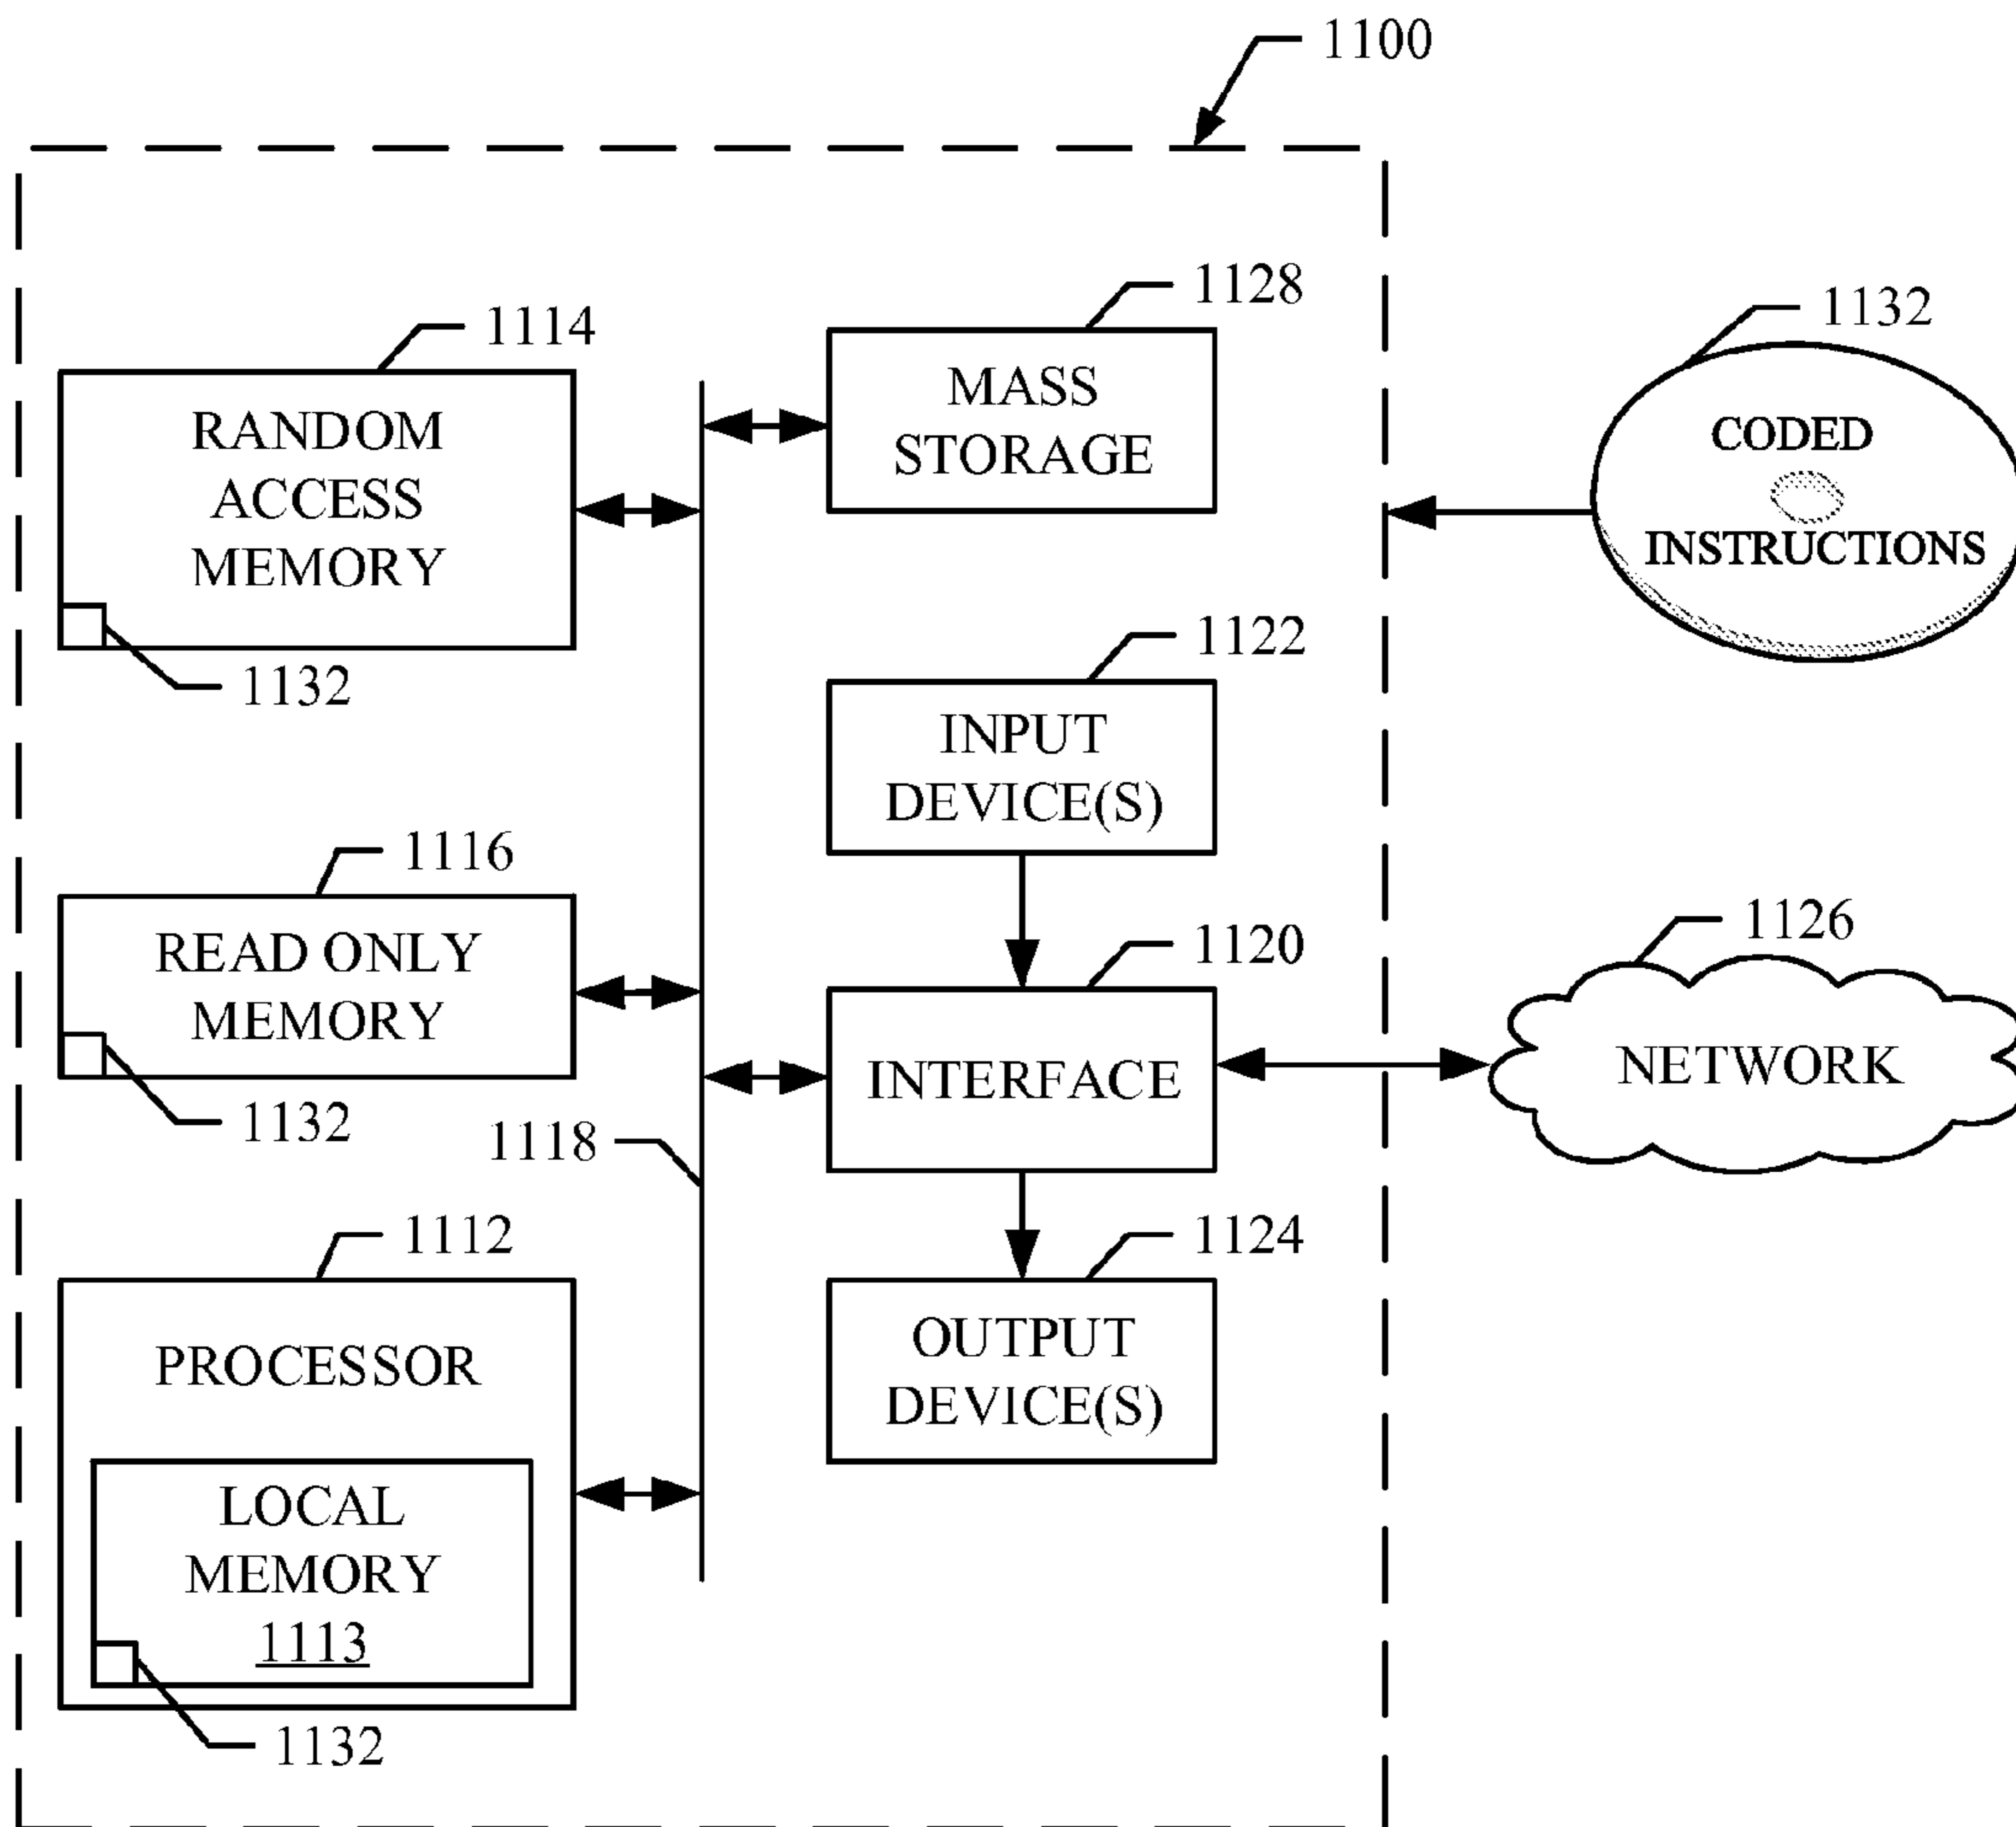 1100
1128
MASS
STORAGE
1114
RANDOM
ACCESS
MEMORY
1132
1132
CODED
INSTRUCTIONS
1122
INPUT
DEVICE(S)
1116
READ ONLY
MEMORY
1132
1120
INTERFACE
1126
NETWORK
1118
1112
PROCESSOR
LOCAL
MEMORY
1113
1132
1124
OUTPUT
DEVICE(S)